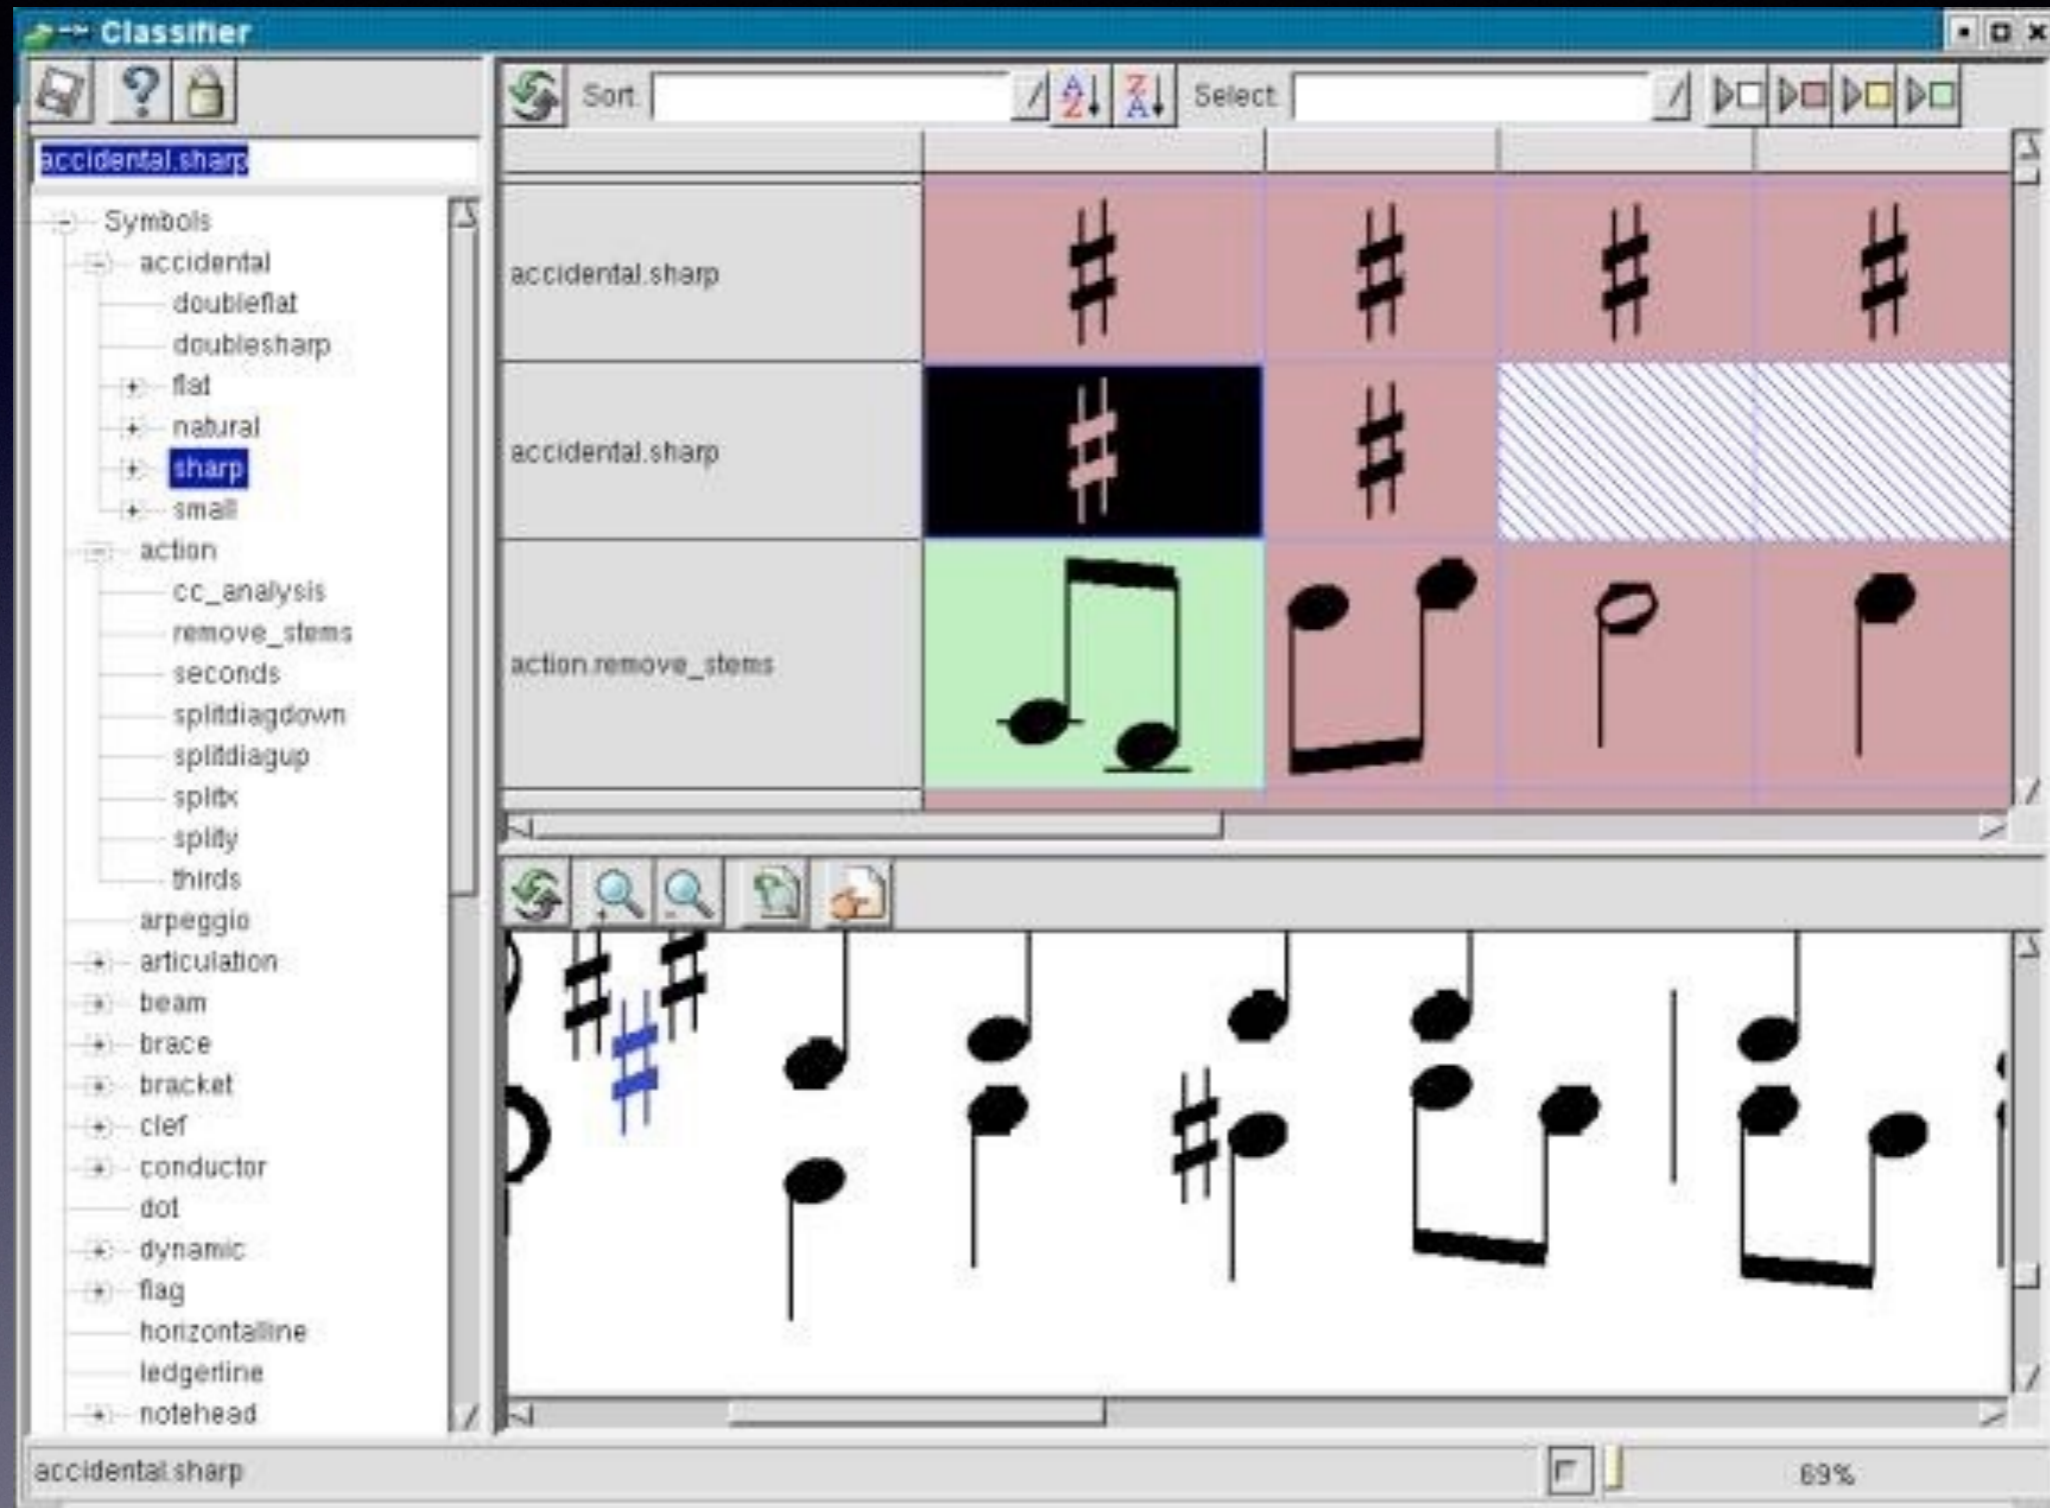 Classifier
Sort:
Select:
accidental.sharp
Symbols
accidental
doubleflat
doublesharp
flat
natural
sharp
small
action
cc_analysis
remove_stems
seconds
splitdiagdown
splitdiagup
splitx
splity
thirds
arpeggio
articulation
beam
brace
bracket
clef
conductor
dot
dynamic
flag
horizontalline
ledgerline
notehead
accidental.sharp
accidental.sharp
action.remove_stems
accidental.sharp
69%